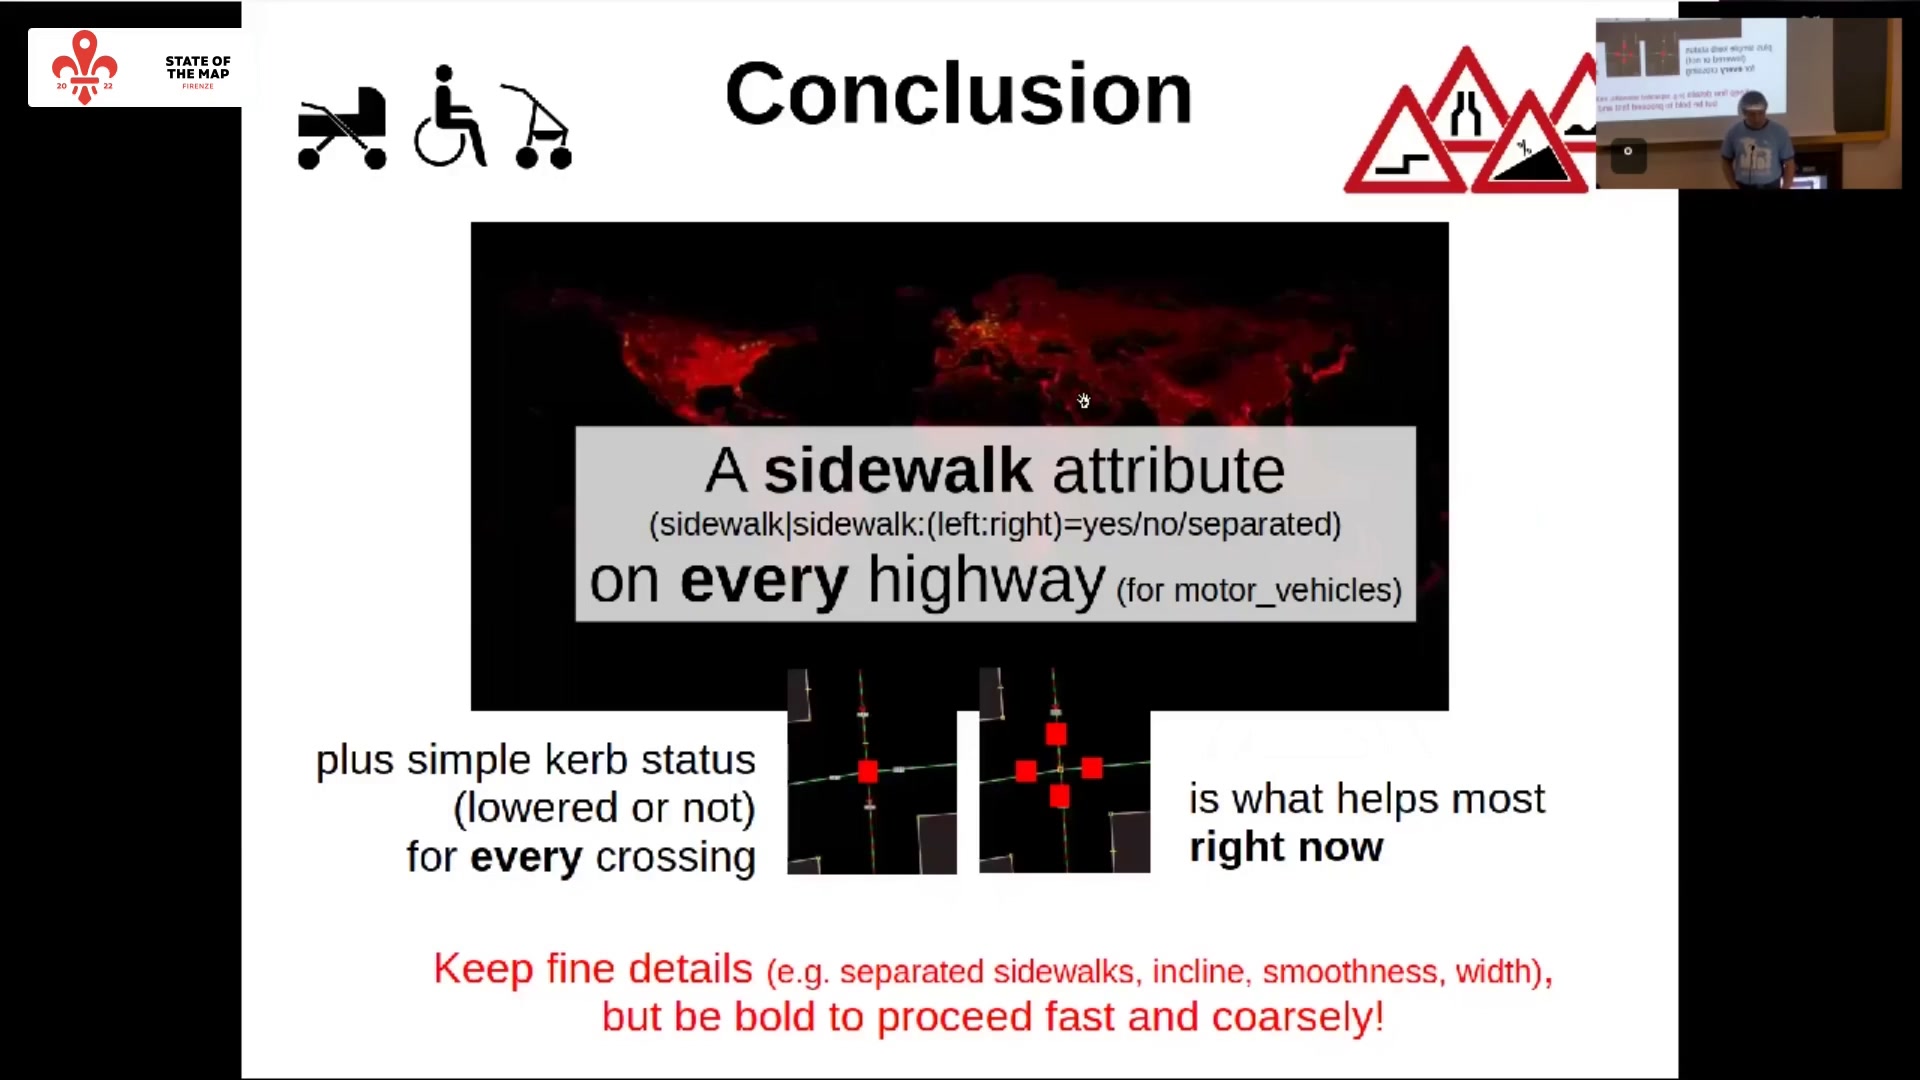 STATE OF
THE MAP
FIRENZE
20 22
Conclusion
%
A sidewalk attribute
(sidewalk|sidewalk:(left:right)=yes/no/separated)
on every highway (for motor_vehicles)
plus simple kerb status
(lowered or not)
for every crossing
is what helps most
right now
Keep fine details (e.g. separated sidewalks, incline, smoothness, width),
but be bold to proceed fast and coarsely!